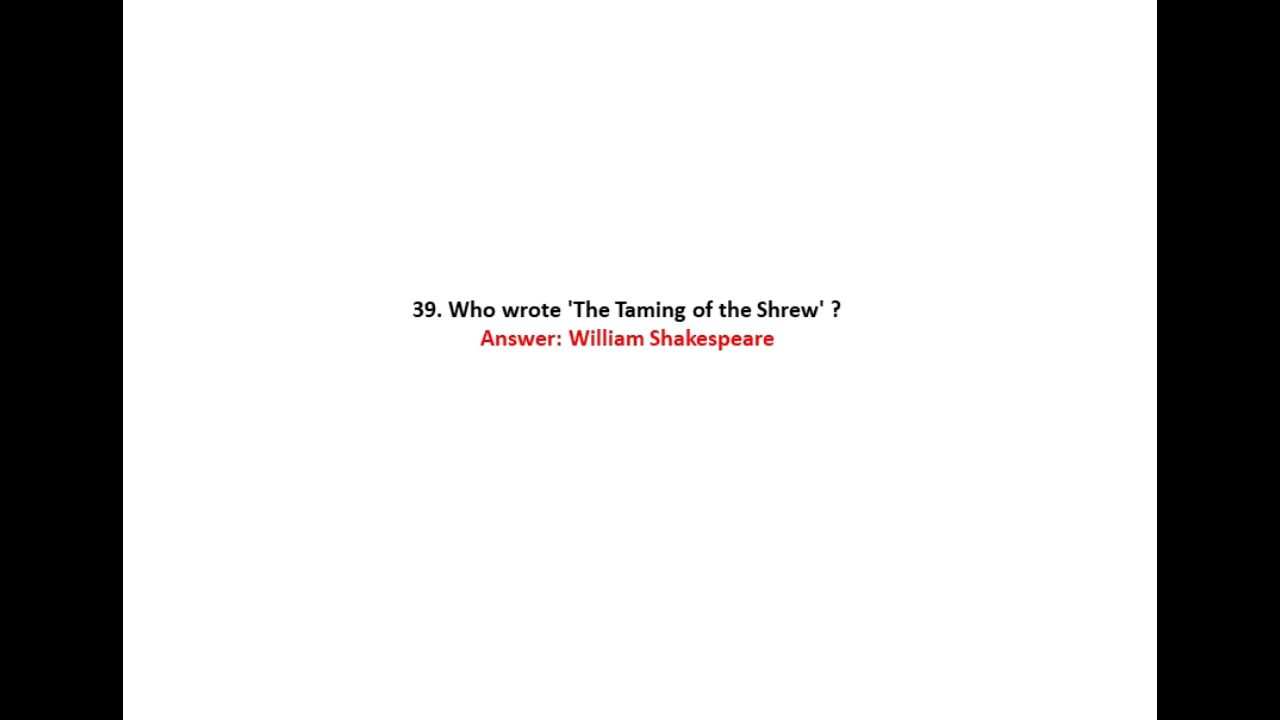 39. Who wrote 'The Taming of the Shrew' ?
Answer: William Shakespeare